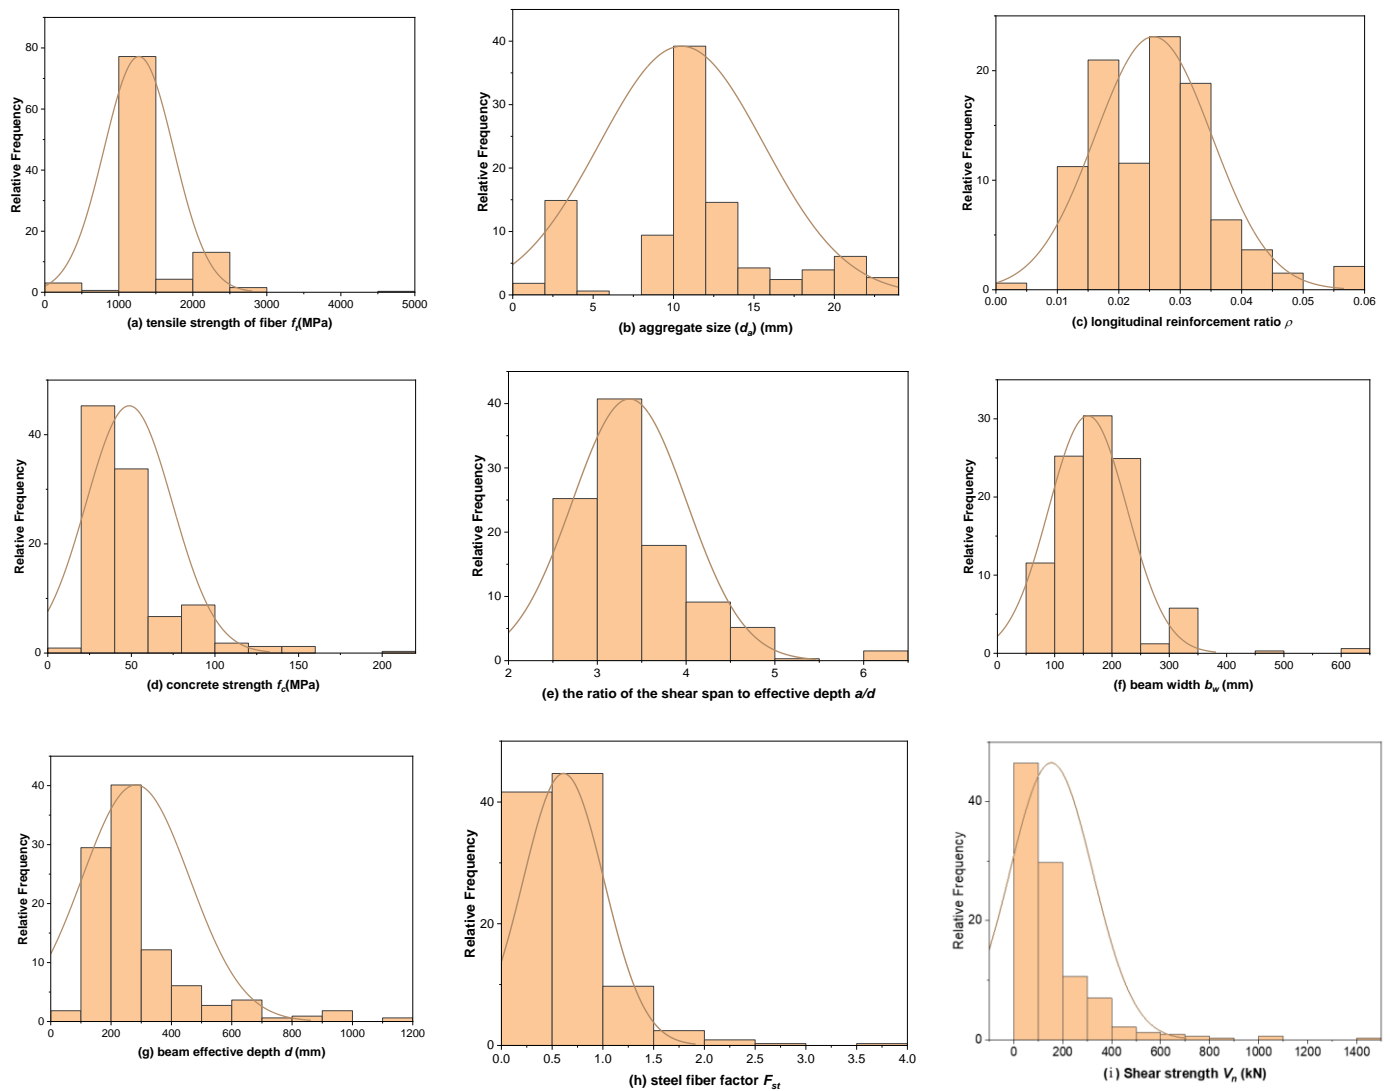 80
60
40
20
0
Relative Frequency
1000 2000 3000 4000 5000
(a) tensile strength of fiber f_t(MPa)
40
30
20
10
0
Relative Frequency
0 5 10 15 20
(b) aggregate size (d_a) (mm)
20
10
0
Relative Frequency
0.00 0.01 0.02 0.03 0.04 0.05 0.06
(c) longitudinal reinforcement ratio ρ
40
20
0
Relative Frequency
0 50 100 150 200
(d) concrete strength f_c(MPa)
40
30
20
10
0
Relative Frequency
2 3 4 5 6
(e) the ratio of the shear span to effective depth a/d
30
20
10
0
Relative Frequency
0 100 200 300 400 500 600
(f) beam width b_w (mm)
40
30
20
10
0
Relative Frequency
0 200 400 600 800 1000 1200
(g) beam effective depth d (mm)
40
20
0
Relative Frequency
0.0 0.5 1.0 1.5 2.0 2.5 3.0 3.5 4.0
(h) steel fiber factor F_st
40
20
0
Relative Frequency
0 200 400 600 800 1000 1200 1400
(i) Shear strength V_n (kN)